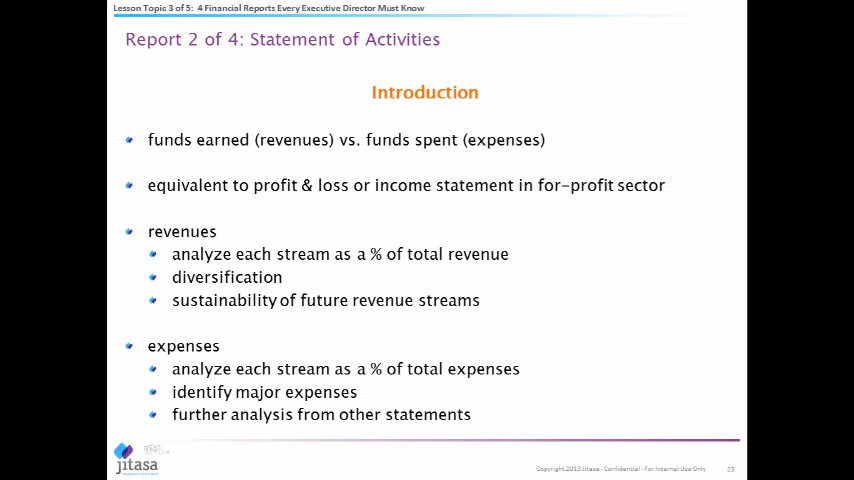 Lesson Topic 3 of 5: 4 Financial Reports Every Executive Director Must Know
Report 2 of 4: Statement of Activities
Introduction
funds earned (revenues) vs. funds spent (expenses)
equivalent to profit & loss or income statement in for-profit sector
revenues
analyze each stream as a % of total revenue
diversification
sustainability of future revenue streams
expenses
analyze each stream as a % of total expenses
identify major expenses
further analysis from other statements
jitasa
Copyright 2013 Jitasa - Confidential - For Internal Use Only
23